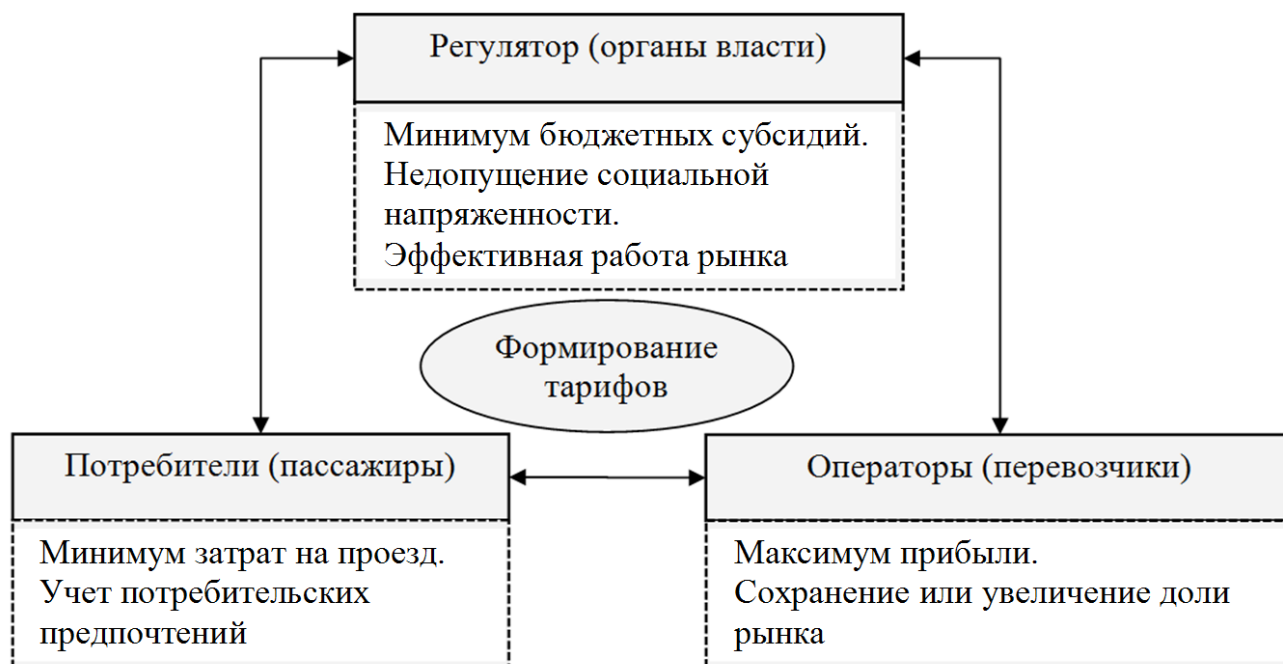 Регулятор (органы власти)
Минимум бюджетных субсидий.
Недопущение социальной
напряженности.
Эффективная работа рынка
Формирование
тарифов
Потребители (пассажиры)
Минимум затрат на проезд.
Учет потребительских
предпочтений
Операторы (перевозчики)
Максимум прибыли.
Сохранение или увеличение доли
рынка